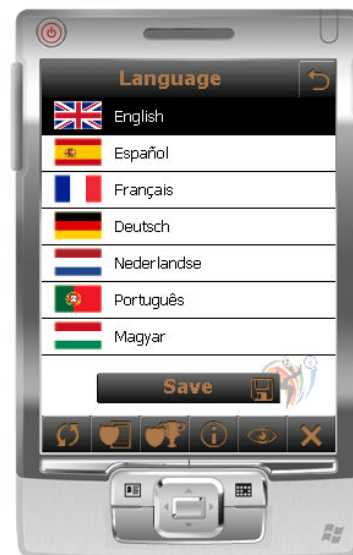 Language
English
Español
Français
Deutsch
Nederlandse
Português
Magyar
Save